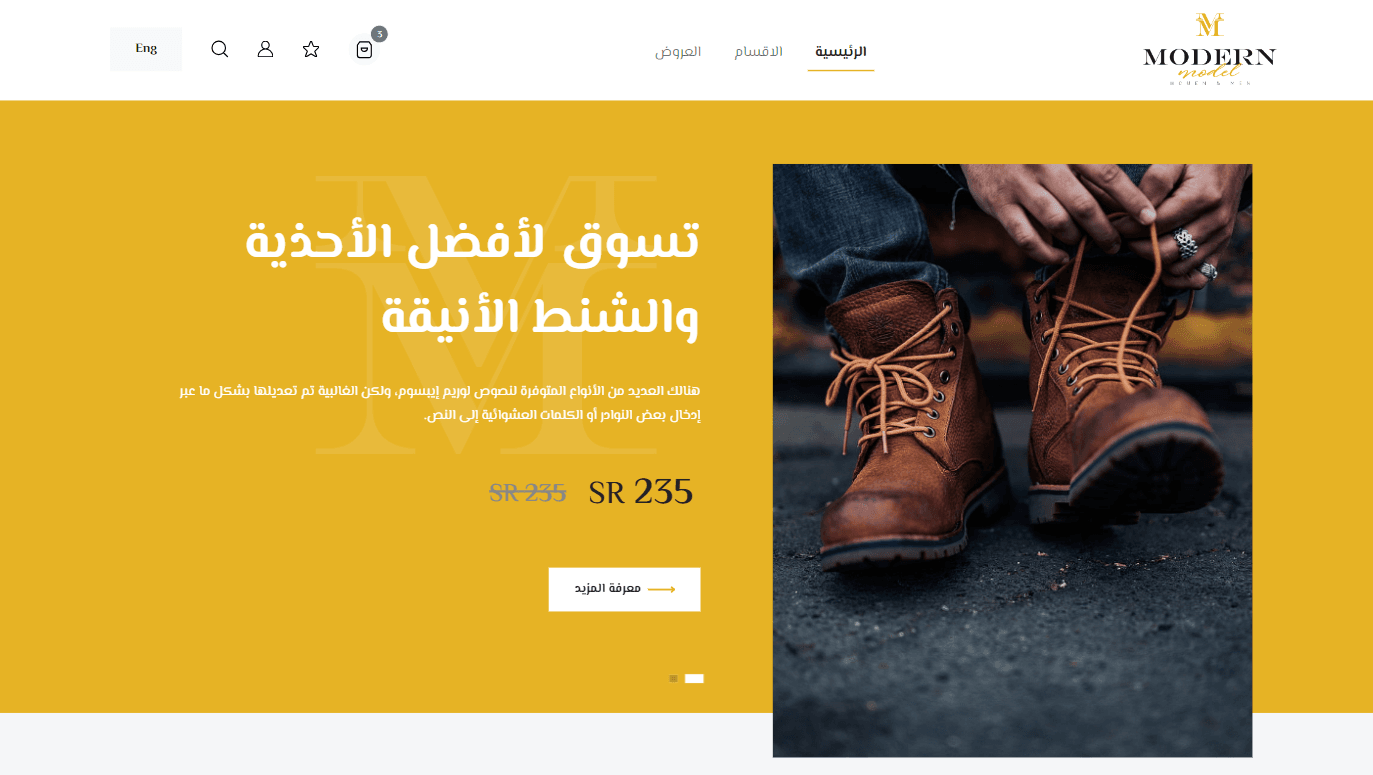 M
MODERN
model
WOMEN & MEN
الرئيسية
الاقسام
العروض
3
Eng
تسوق لأفضل الأحذية
والشنط الأنيقة
هنالك العديد من الأنواع المتوفرة لنصوص لوريم إيبسوم، ولكن الغالبية تم تعديلها بشكل ما عبر
إدخال بعض النوادر أو الكلمات العشوائية إلى النص.
SR 235
SR 235
معرفة المزيد